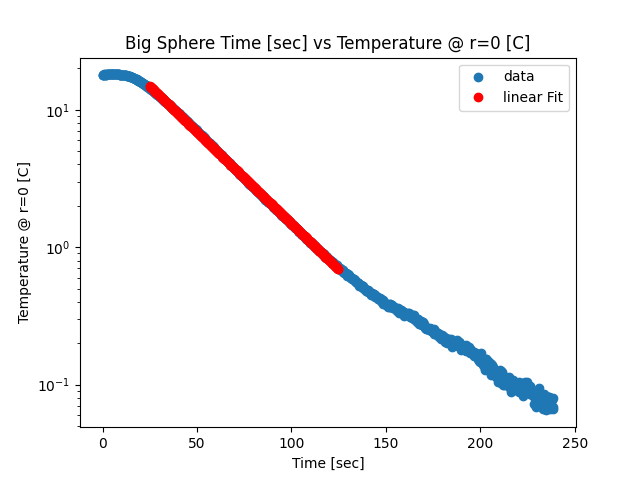 Big Sphere Time [sec] vs Temperature @ r=0 [C]
data
linear Fit
Temperature @ r=0 [C]
10¹
10⁰
10⁻¹
0 50 100 150 200 250
Time [sec]